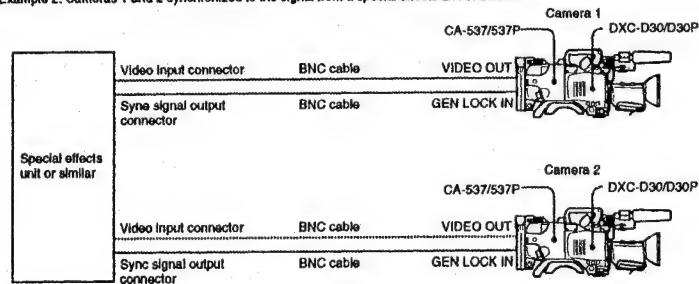 Example 2: Cameras 1 and 2 synchronized to the signal from a special effects
Camera 1
CA-537/537P
DXC-D30/D30P
Video input connector
BNC cable
VIDEO OUT
Sync signal output
connector
BNC cable
GEN LOCK IN
Special effects
unit or similar
Camera 2
CA-537/537P
DXC-D30/D30P
Video input connector
BNC cable
VIDEO OUT
Sync signal output
connector
BNC cable
GEN LOCK IN